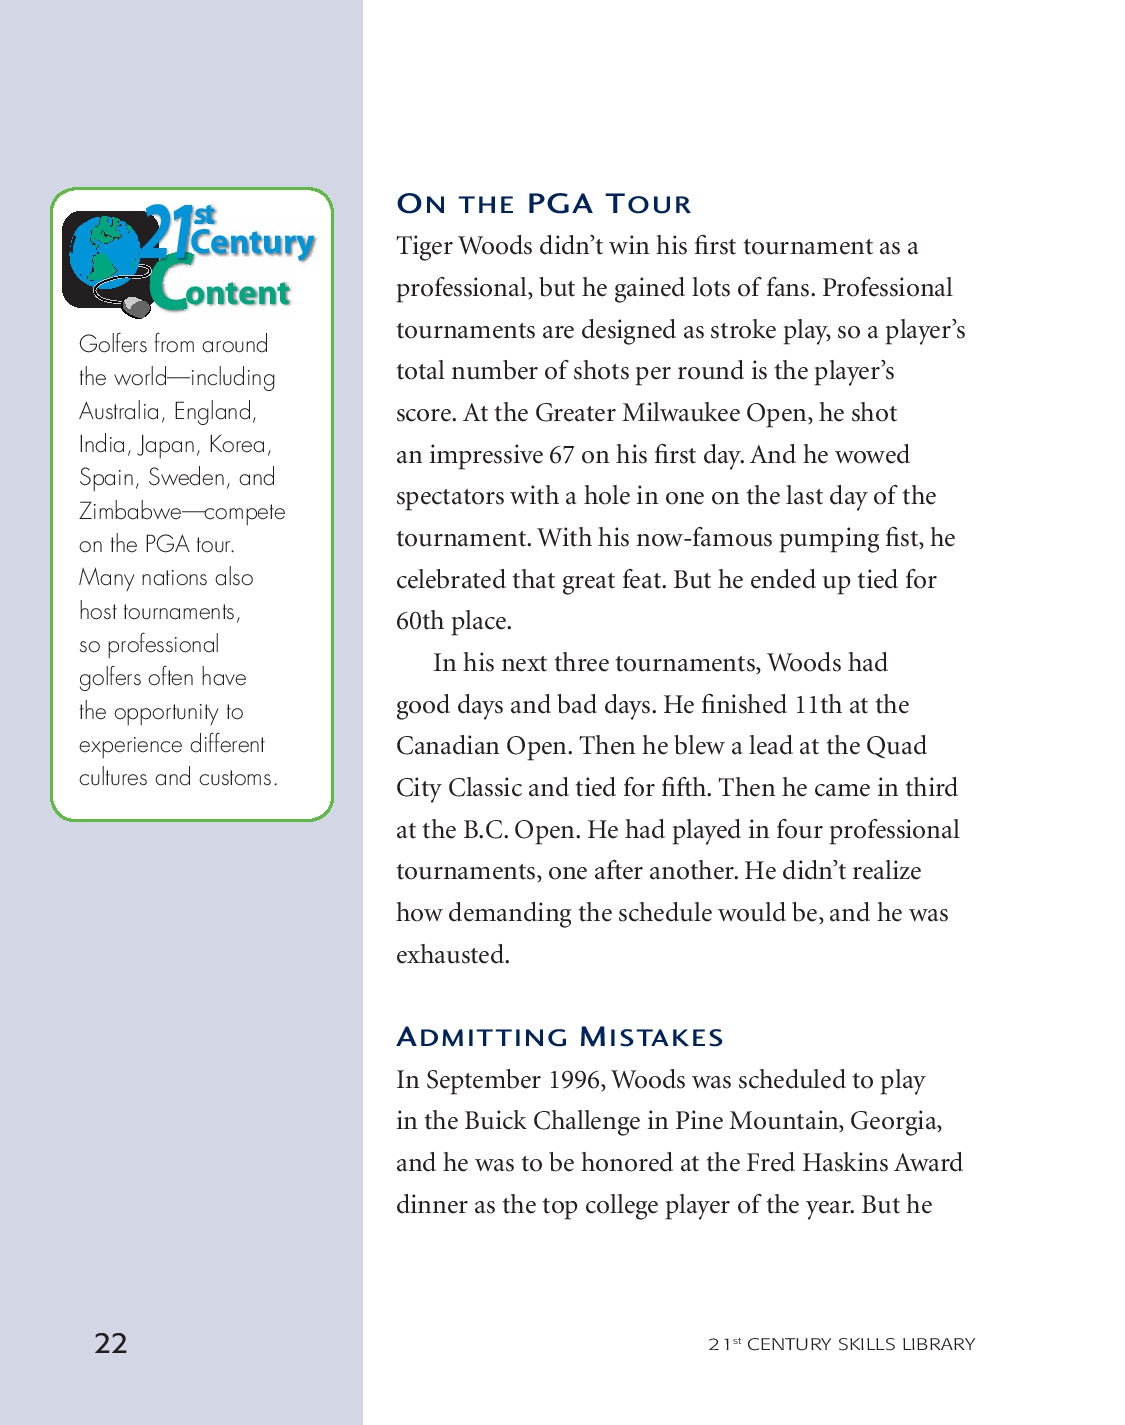 21st
Century
Content
Golfers from around
the world—including
Australia, England,
India, Japan, Korea,
Spain, Sweden, and
Zimbabwe—compete
on the PGA tour.
Many nations also
host tournaments,
so professional
golfers often have
the opportunity to
experience different
cultures and customs.
On the PGA Tour
Tiger Woods didn’t win his first tournament as a
professional, but he gained lots of fans. Professional
tournaments are designed as stroke play, so a player’s
total number of shots per round is the player’s
score. At the Greater Milwaukee Open, he shot
an impressive 67 on his first day. And he wowed
spectators with a hole in one on the last day of the
tournament. With his now-famous pumping fist, he
celebrated that great feat. But he ended up tied for
60th place.
In his next three tournaments, Woods had
good days and bad days. He finished 11th at the
Canadian Open. Then he blew a lead at the Quad
City Classic and tied for fifth. Then he came in third
at the B.C. Open. He had played in four professional
tournaments, one after another. He didn’t realize
how demanding the schedule would be, and he was
exhausted.
Admitting Mistakes
In September 1996, Woods was scheduled to play
in the Buick Challenge in Pine Mountain, Georgia,
and he was to be honored at the Fred Haskins Award
dinner as the top college player of the year. But he
22
21st CENTURY SKILLS LIBRARY